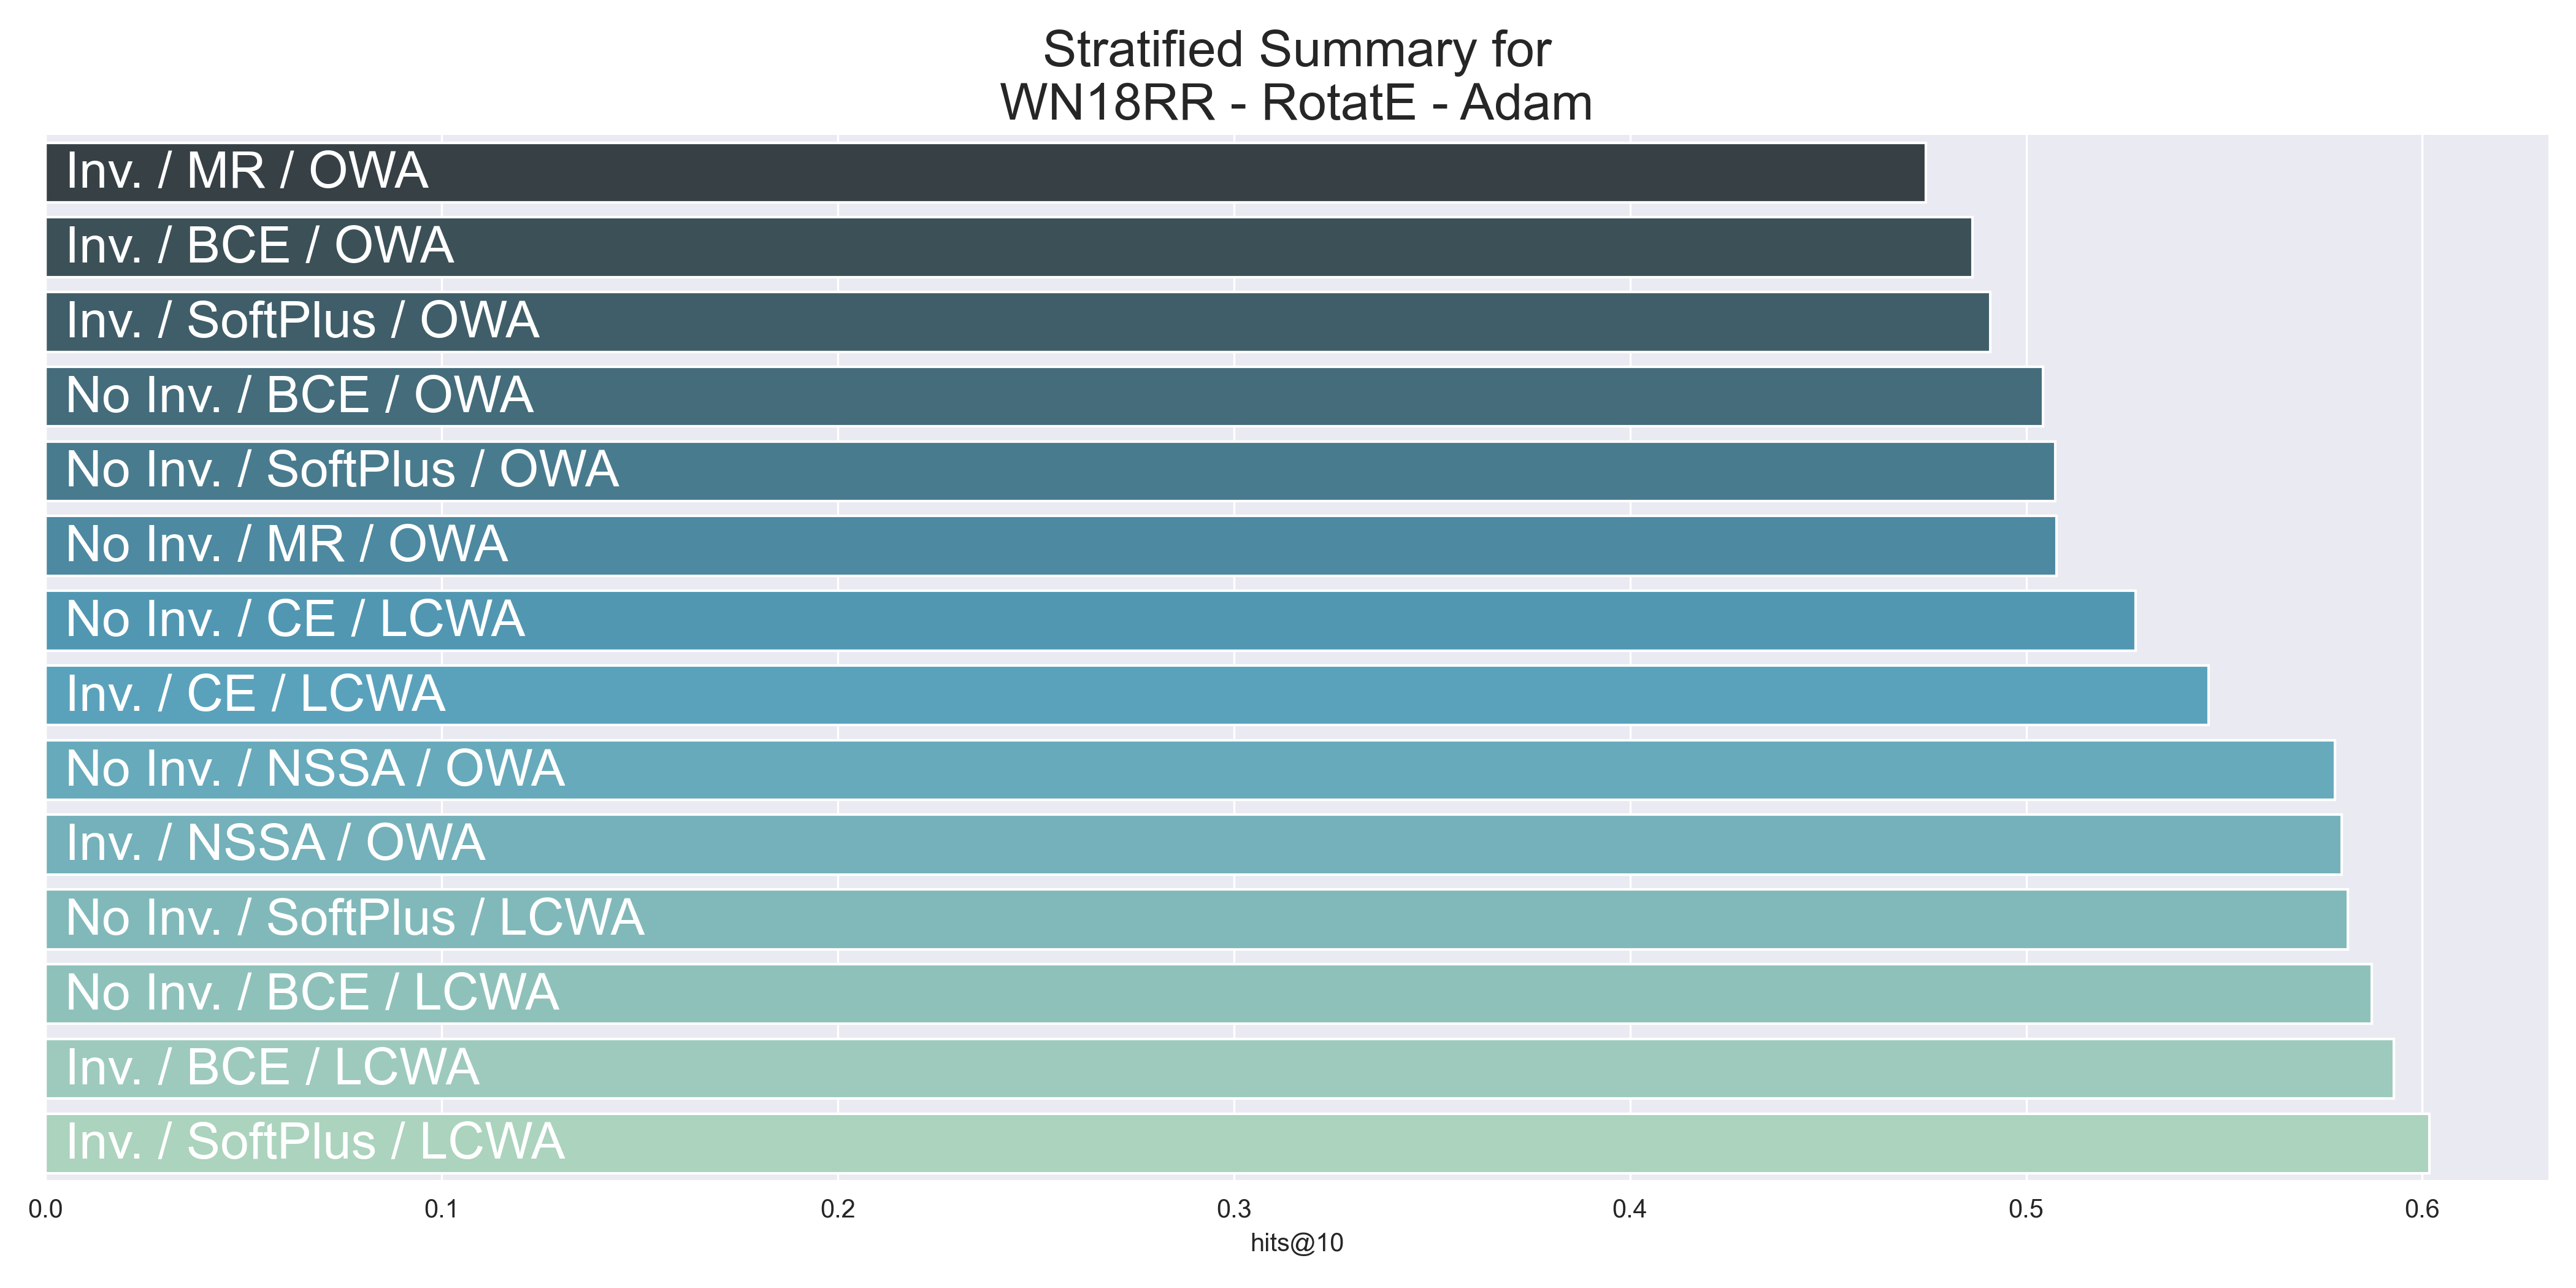 Stratified Summary for
WN18RR - RotatE - Adam
Inv. / MR / OWA
Inv. / BCE / OWA
Inv. / SoftPlus / OWA
No Inv. / BCE / OWA
No Inv. / SoftPlus / OWA
No Inv. / MR / OWA
No Inv. / CE / LCWA
Inv. / CE / LCWA
No Inv. / NSSA / OWA
Inv. / NSSA / OWA
No Inv. / SoftPlus / LCWA
No Inv. / BCE / LCWA
Inv. / BCE / LCWA
Inv. / SoftPlus / LCWA
0.0 0.1 0.2 0.3 0.4 0.5 0.6
hits@10